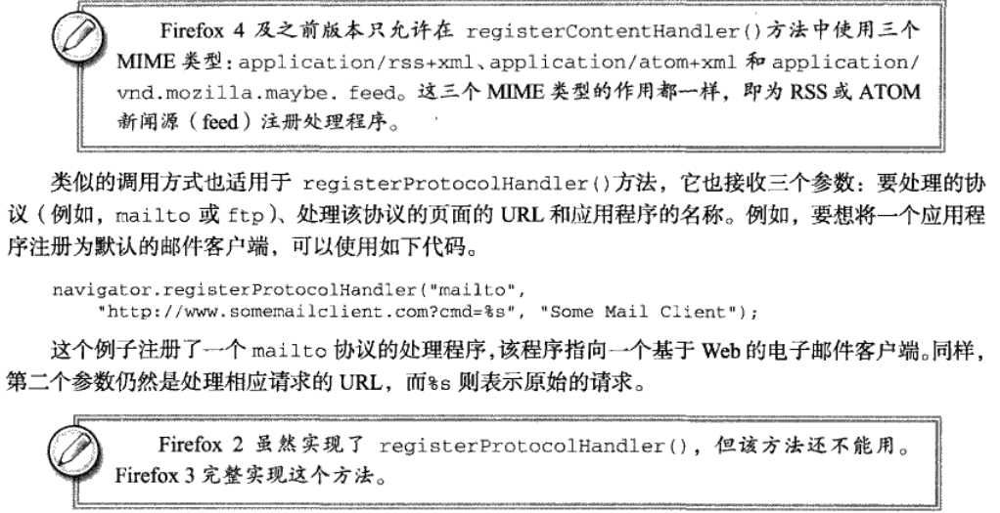 Firefox 4 及之前版本只允许在 registerContentHandler()方法中使用三个
MIME 类型:application/rss+xml、application/atom+xml 和 application/
vnd.mozilla.maybe. feed。这三个 MIME 类型的作用都一样，即为 RSS 或 ATOM
新闻源（feed）注册处理程序。
类似的调用方式也适用于 registerProtocolHandler()方法，它也接收三个参数：要处理的协
议（例如，mailto 或 ftp）、处理该协议的页面的 URL 和应用程序的名称。例如，要想将一个应用程
序注册为默认的邮件客户端，可以使用如下代码。
navigator.registerProtocolHandler("mailto",
"http://www.somemailclient.com?cmd=%s", "Some Mail Client");
这个例子注册了一个 mailto 协议的处理程序,该程序指向一个基于 Web 的电子邮件客户端。同样，
第二个参数仍然是处理相应请求的 URL，而%s 则表示原始的请求。
Firefox 2 虽然实现了 registerProtocolHandler()，但该方法还不能用。
Firefox 3 完整实现这个方法。